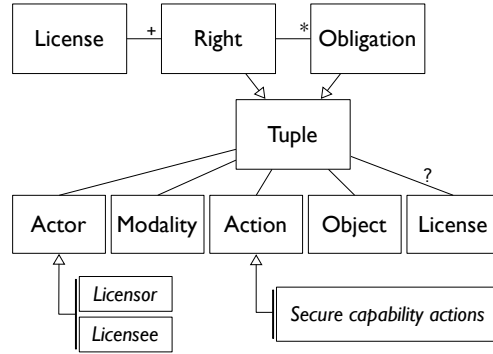 License + Right * Obligation
Tuple
?
Actor Modality Action Object License
Licensor
Licensee
Secure capability actions